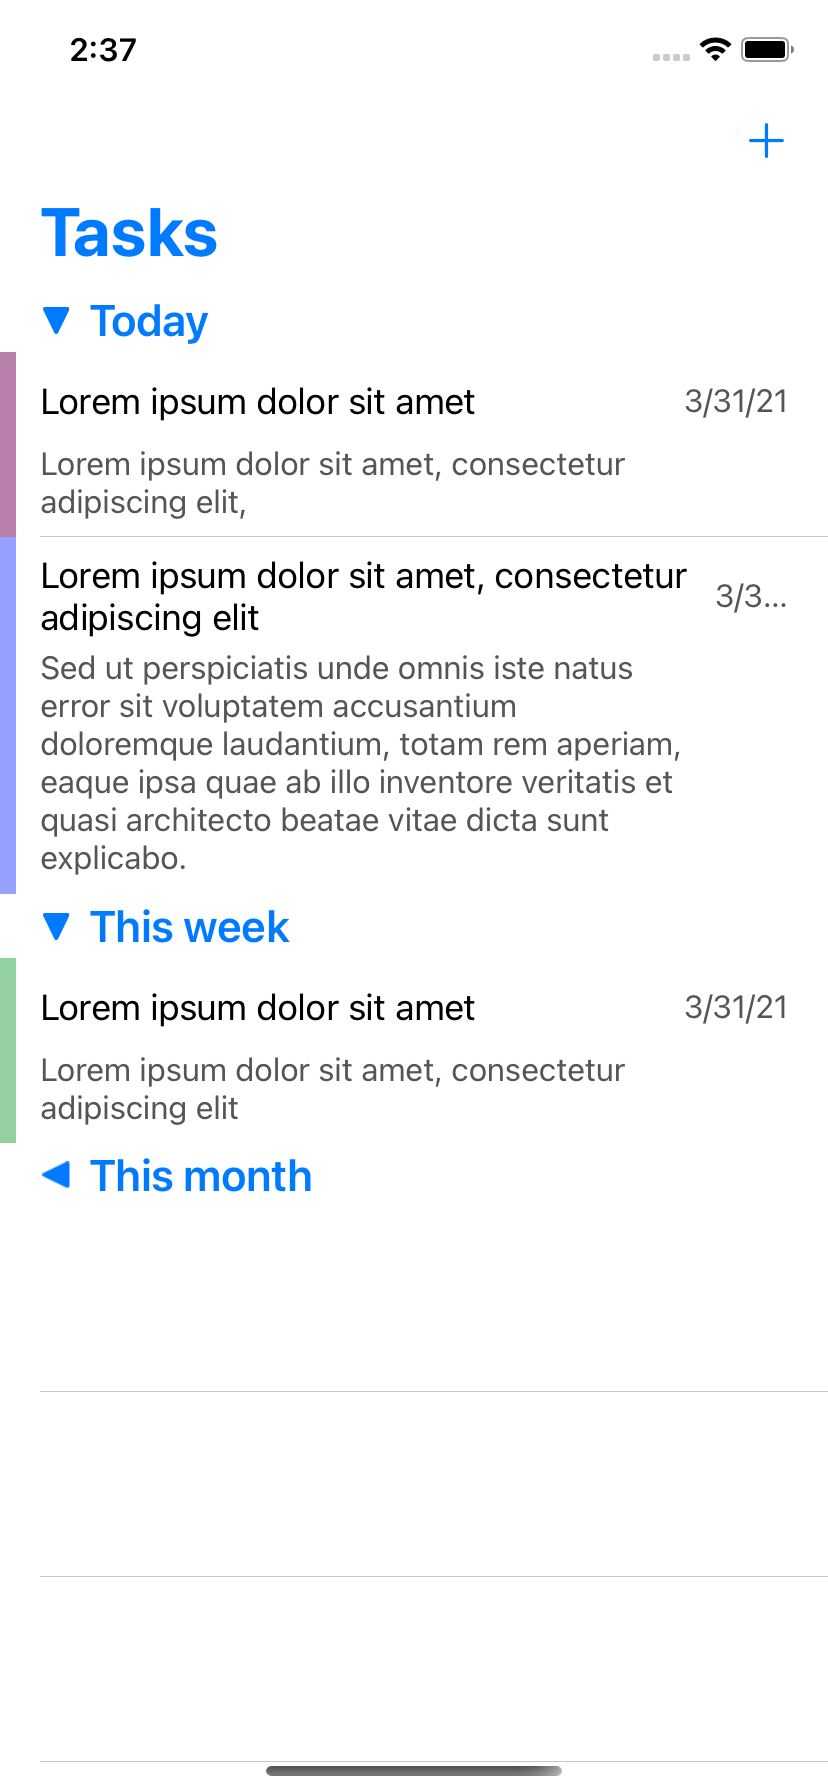 2:37
Tasks
Today
Lorem ipsum dolor sit amet 3/31/21
Lorem ipsum dolor sit amet, consectetur
adipiscing elit,
Lorem ipsum dolor sit amet, consectetur
adipiscing elit
3/3...
Sed ut perspiciatis unde omnis iste natus
error sit voluptatem accusantium
doloremque laudantium, totam rem aperiam,
eaque ipsa quae ab illo inventore veritatis et
quasi architecto beatae vitae dicta sunt
explicabo.
This week
Lorem ipsum dolor sit amet 3/31/21
Lorem ipsum dolor sit amet, consectetur
adipiscing elit
This month